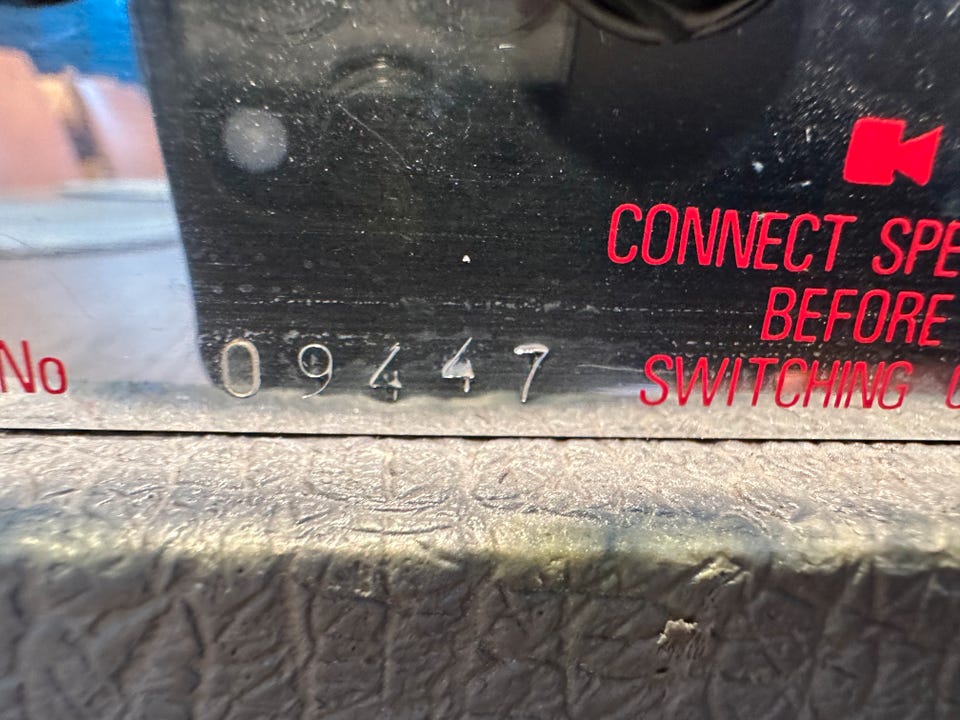 CONNECT SPE
BEFORE
No 09447 SWITCHING